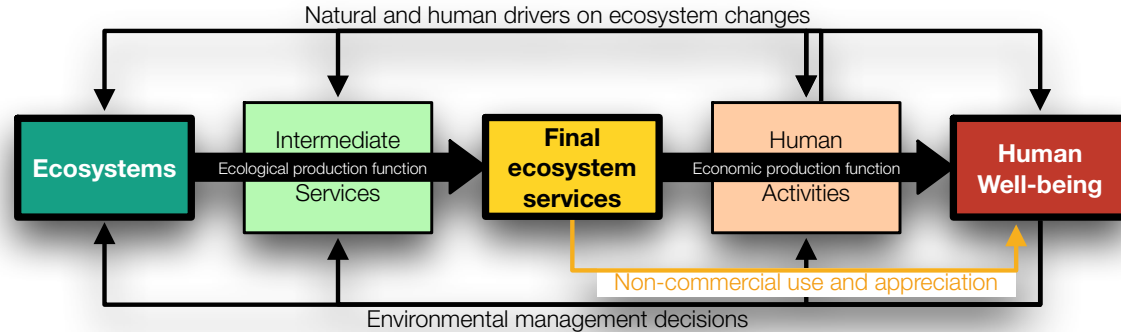 Natural and human drivers on ecosystem changes
Ecosystems
Intermediate
Ecological production function
Services
Final
ecosystem
services
Human
Economic production function
Activities
Human
Well-being
Non-commercial use and appreciation
Environmental management decisions